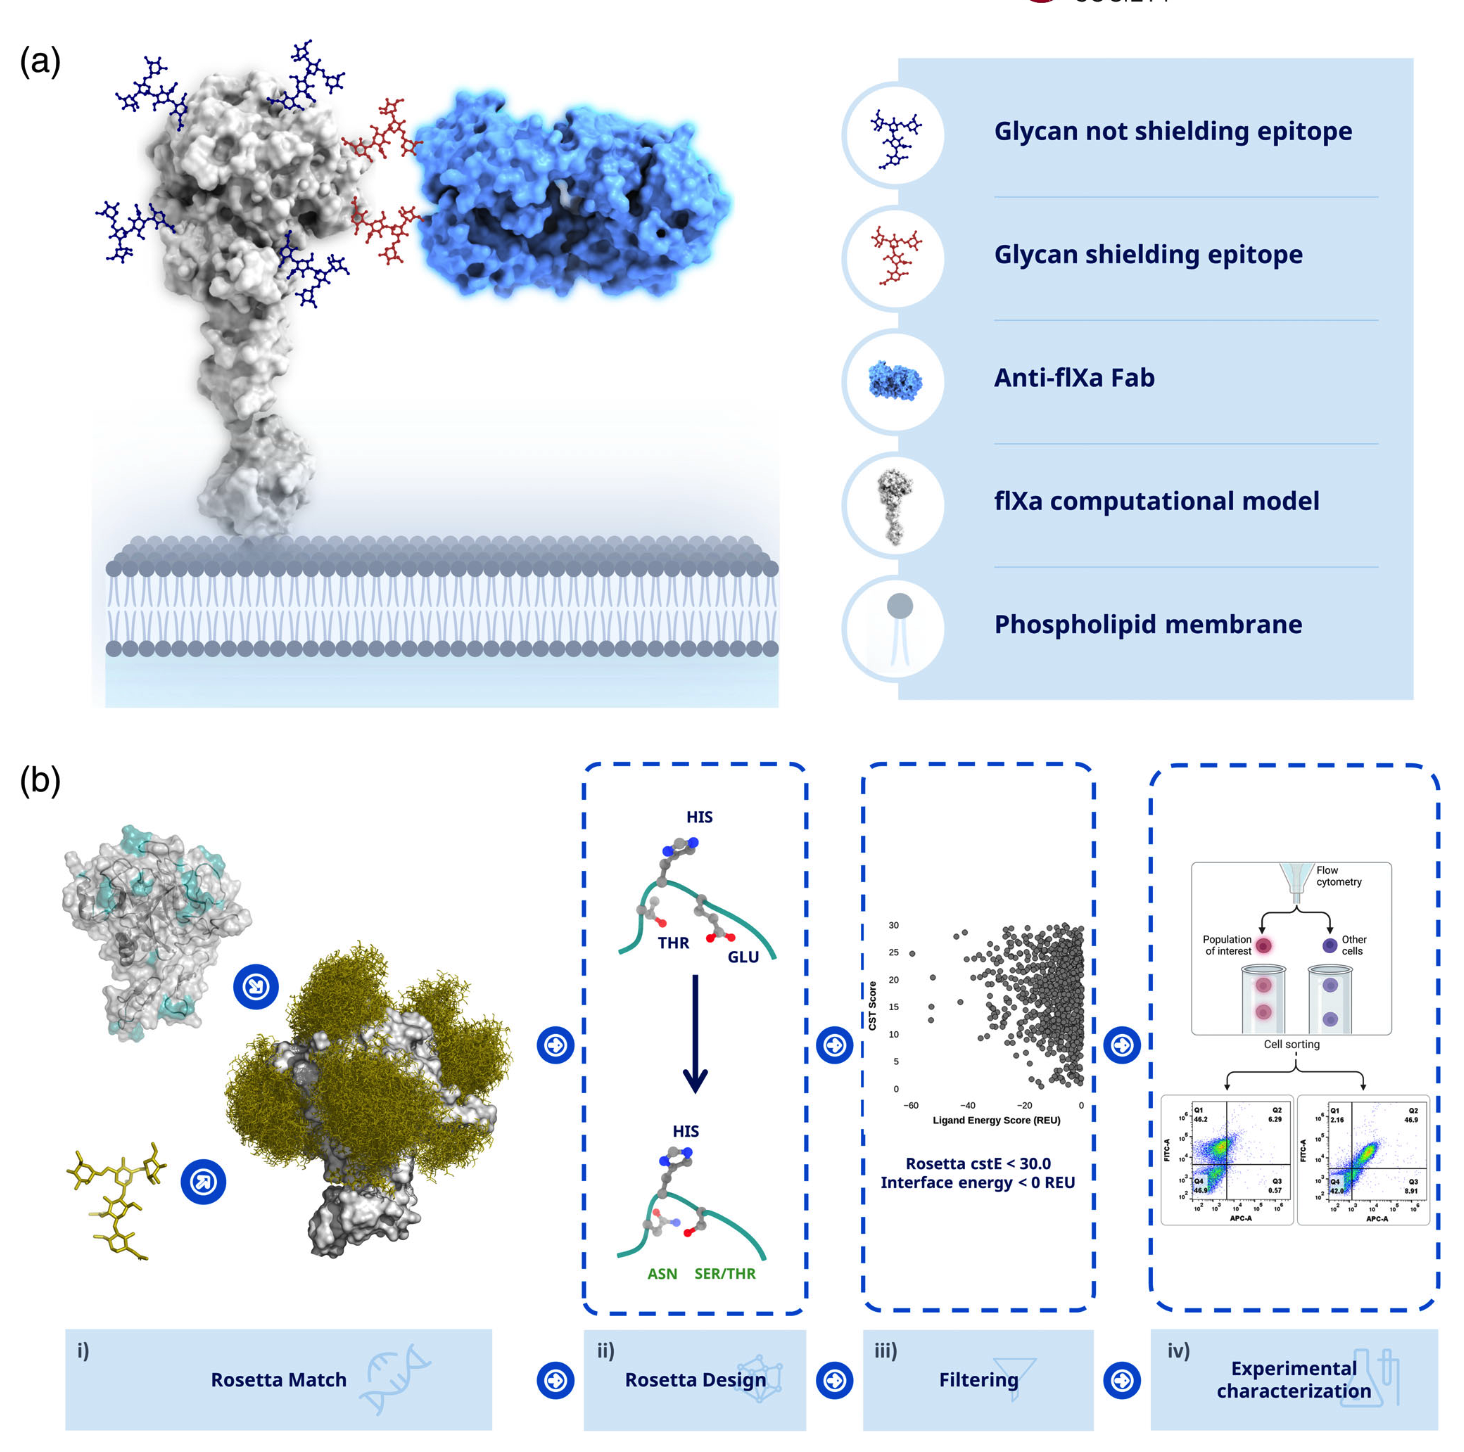 (a)
Glycan not shielding epitope
Glycan shielding epitope
Anti-flXa Fab
flXa computational model
Phospholipid membrane
(b)
HIS
THR
GLU
HIS
ASN SER/THR
30
25
20
15
10
5
0
CST Score
−60 −40 −20 0
Ligand Energy Score (REU)
Rosetta cstE < 30.0
Interface energy < 0 REU
Flow
cytometry
Population
of interest
Other
cells
Cell sorting
Q1
46.2
Q2
6.29
Q4
46.9
Q3
0.57
FITC-A
APC-A
Q1
2.16
Q2
46.9
Q4
42.0
Q3
8.91
FITC-A
APC-A
i)
Rosetta Match
ii)
Rosetta Design
iii)
Filtering
iv)
Experimental
characterization